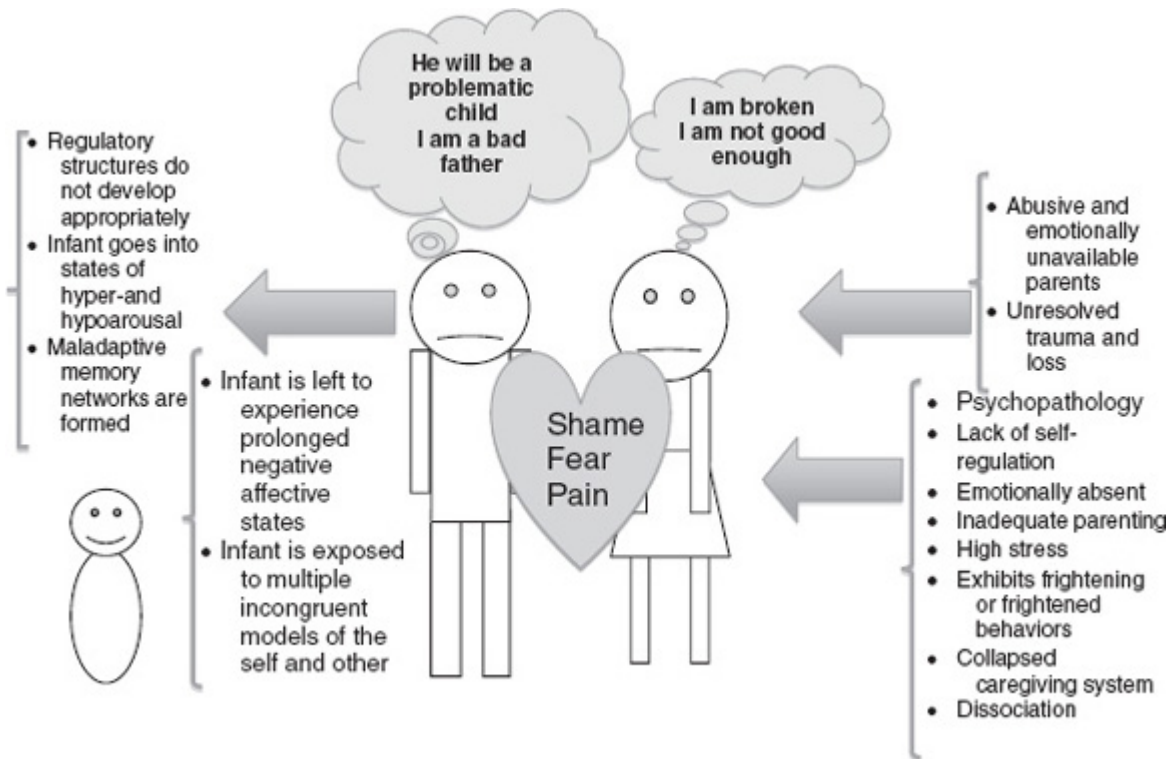 He will be a
problematic
child
I am a bad
father
I am broken
I am not good
enough
• Regulatory
structures do
not develop
appropriately
• Infant goes into
states of
hyper-and
hypoarousal
• Maladaptive
memory
networks are
formed
• Infant is left to
experience
prolonged
negative
affective
states
• Infant is exposed
to multiple
incongruent
models of the
self and other
Shame
Fear
Pain
• Abusive and
emotionally
unavailable
parents
• Unresolved
trauma and
loss
• Psychopathology
• Lack of self-
regulation
• Emotionally absent
• Inadequate parenting
• High stress
• Exhibits frightening
or frightened
behaviors
• Collapsed
caregiving system
• Dissociation